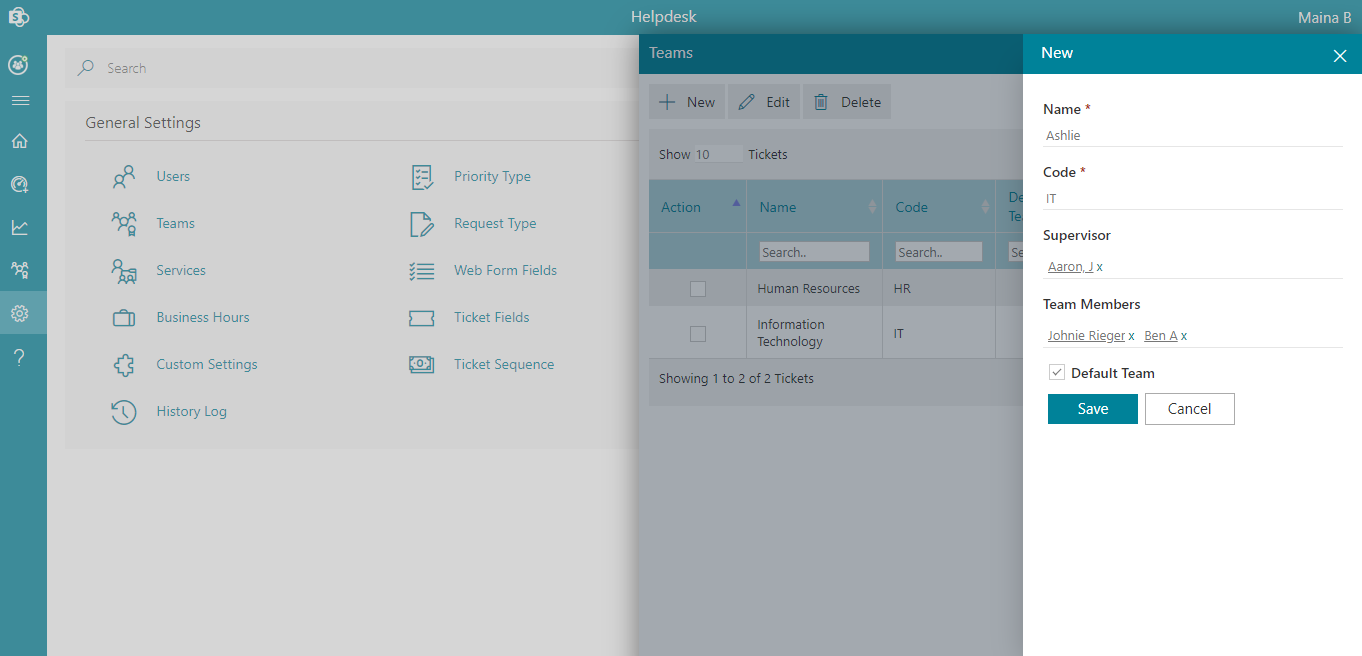 Helpdesk
Maina B
Search
General Settings
Users
Priority Type
Teams
Request Type
Services
Web Form Fields
Business Hours
Ticket Fields
Custom Settings
Ticket Sequence
History Log
Teams
New Edit Delete
Show 10 Tickets
Action Name Code De
Te
Search.. Search.. Se
Human Resources HR
Information
Technology
IT
Showing 1 to 2 of 2 Tickets
New
Name *
Ashlie
Code *
IT
Supervisor
Aaron, J x
Team Members
Johnie Rieger x Ben A x
Default Team
Save Cancel